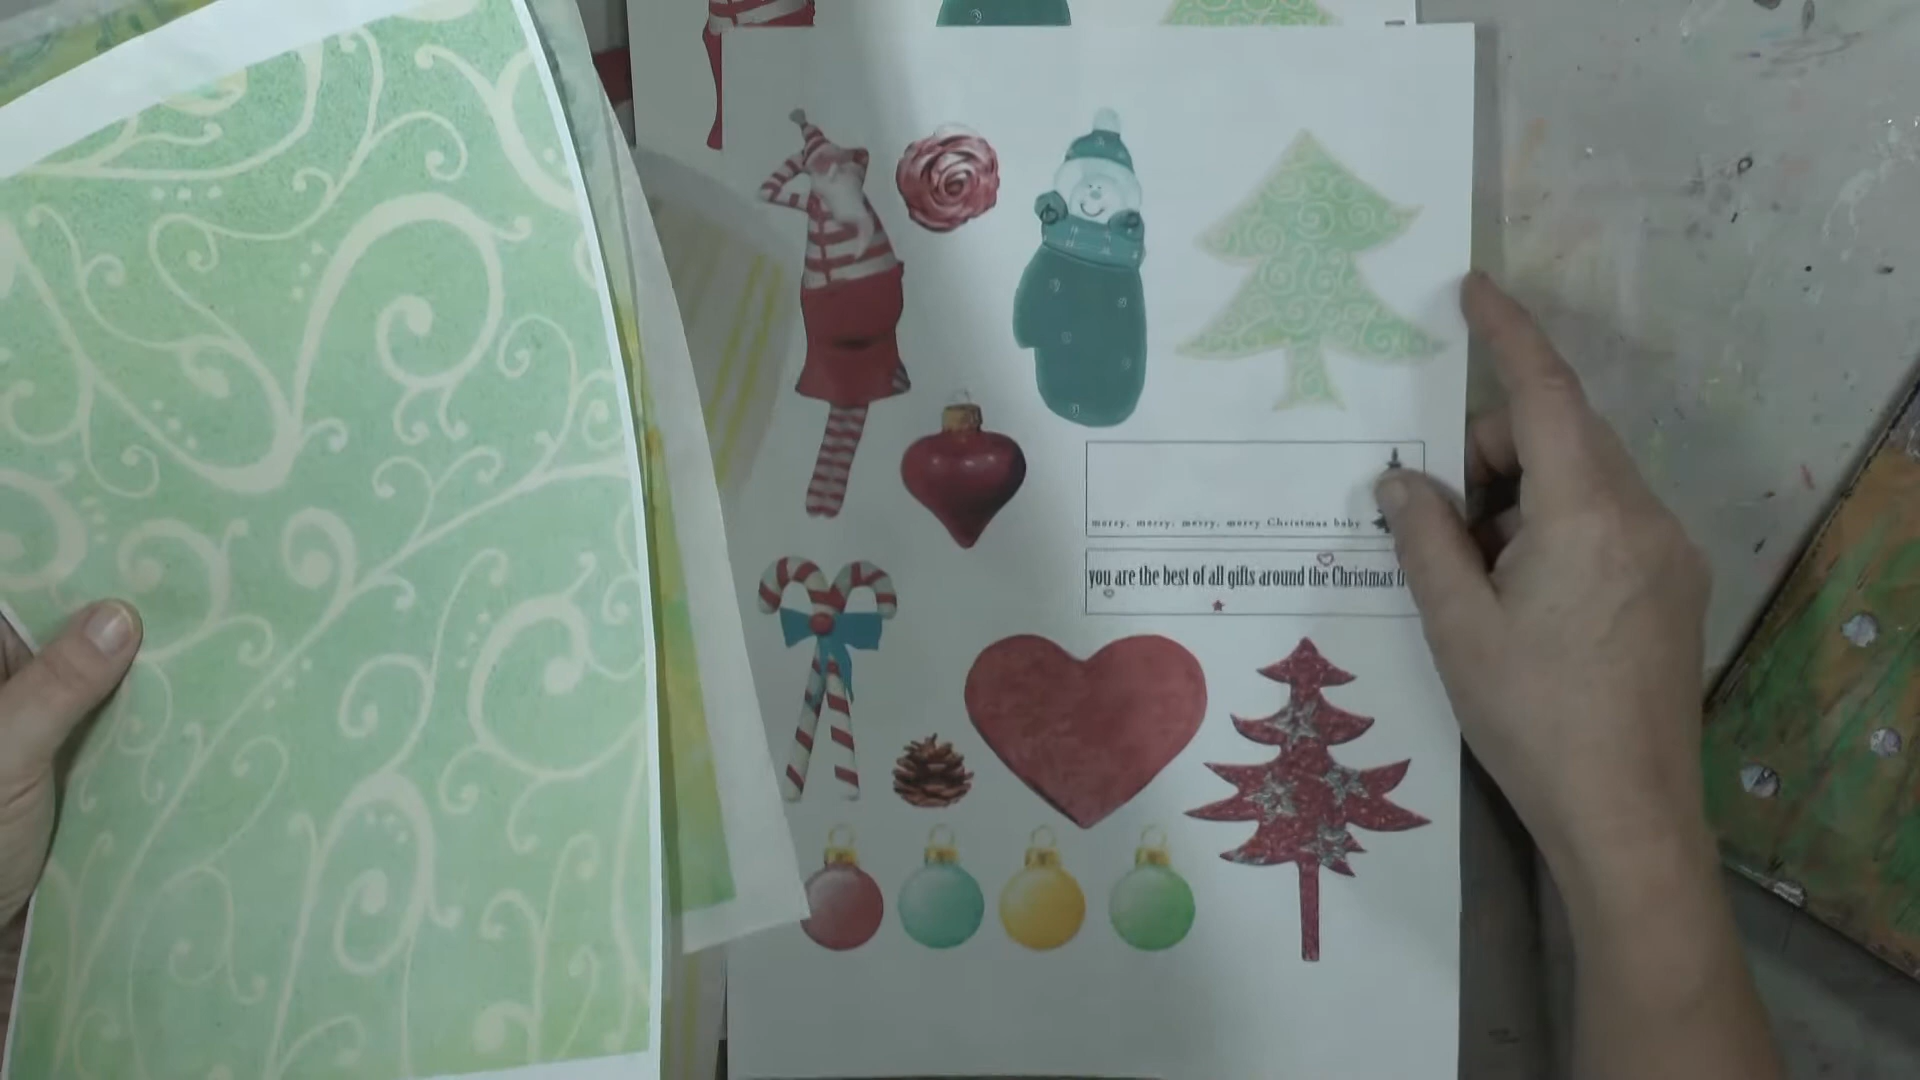 merry, merry, merry, merry Christmas baby
you are the best of all gifts around the Christmas